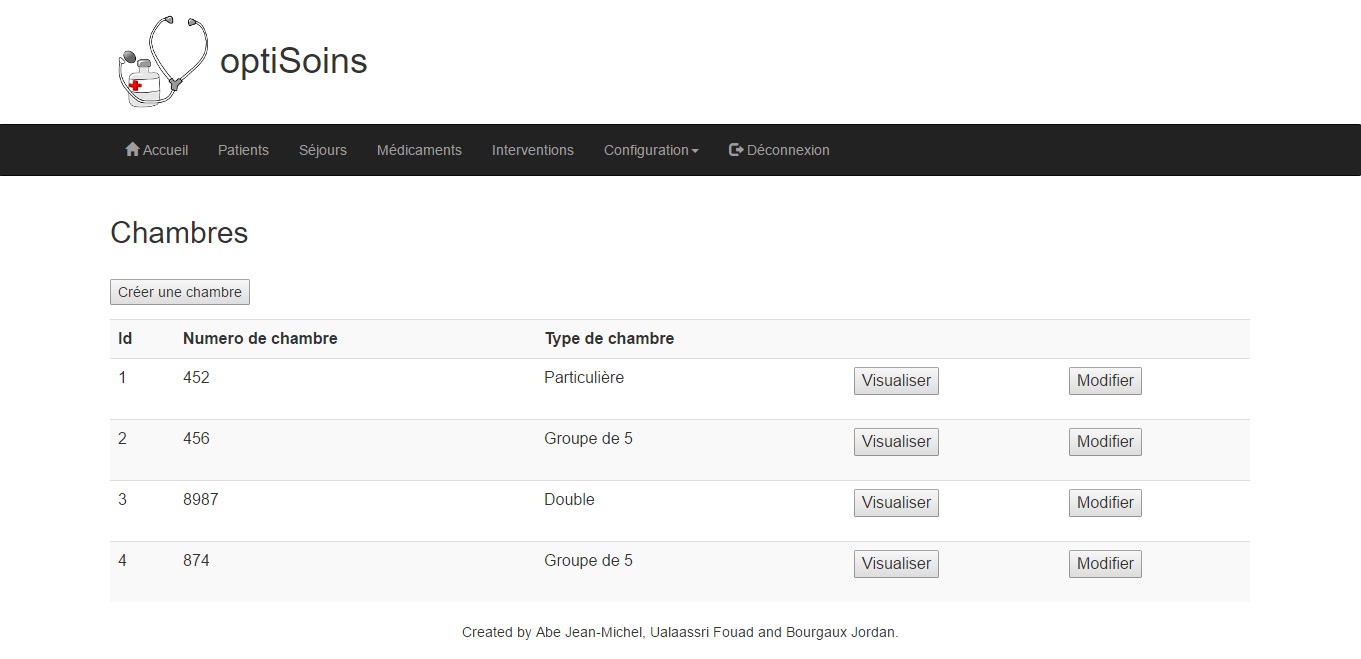 optiSoins
Accueil Patients Séjours Médicaments Interventions Configuration Déconnexion
Chambres
Créer une chambre
Id Numero de chambre Type de chambre
1 452 Particulière Visualiser Modifier
2 456 Groupe de 5 Visualiser Modifier
3 8987 Double Visualiser Modifier
4 874 Groupe de 5 Visualiser Modifier
Created by Abe Jean-Michel, Ualaassri Fouad and Bourgaux Jordan.